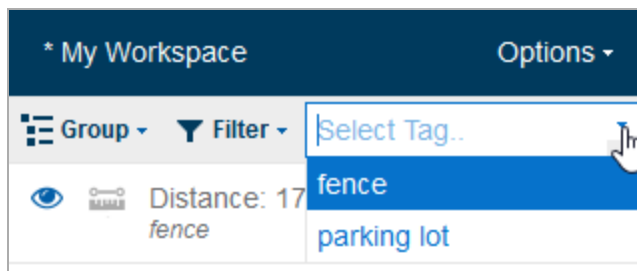 * My Workspace Options
Group Filter Select Tag..
fence
Distance: 17
fence
parking lot